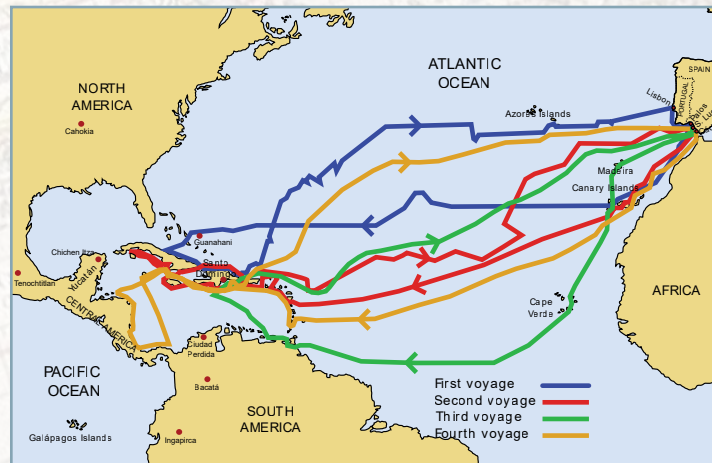 ATLANTIC
OCEAN
NORTH
AMERICA
Cahokia
SPAIN
PORTUGAL
Lisbon
Palos
Azores Islands
Madeira
Canary Islands
Guanahani
Chichen Itza
Santo
Domingo
Tenochtitlan
Yucatán
CENTRAL AMERICA
AFRICA
Cape
Verde
Ciudad
Perdida
PACIFIC
OCEAN
Bacatá
First voyage
Second voyage
Third voyage
Fourth voyage
SOUTH
AMERICA
Galápagos Islands
Ingapirca